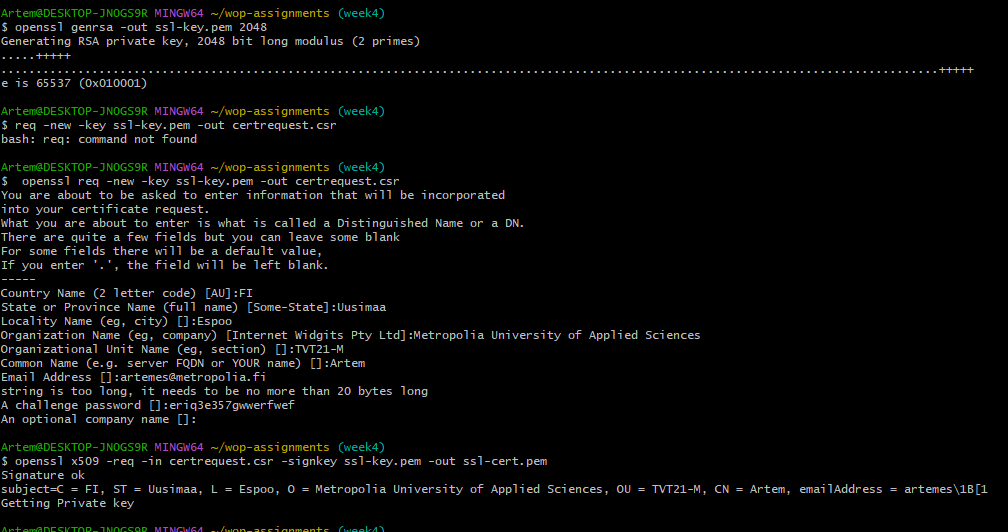 Artem@DESKTOP-JNOGS9R MINGW64 ~/wop-assignments (week4)
$ openssl genrsa -out ssl-key.pem 2048
Generating RSA private key, 2048 bit long modulus (2 primes)
.....+++++
...........................................................................................................................................+++++
e is 65537 (0x010001)
Artem@DESKTOP-JNOGS9R MINGW64 ~/wop-assignments (week4)
$ req -new -key ssl-key.pem -out certrequest.csr
bash: req: command not found
Artem@DESKTOP-JNOGS9R MINGW64 ~/wop-assignments (week4)
$  openssl req -new -key ssl-key.pem -out certrequest.csr
You are about to be asked to enter information that will be incorporated
into your certificate request.
What you are about to enter is what is called a Distinguished Name or a DN.
There are quite a few fields but you can leave some blank
For some fields there will be a default value,
If you enter '.', the field will be left blank.
-----
Country Name (2 letter code) [AU]:FI
State or Province Name (full name) [Some-State]:Uusimaa
Locality Name (eg, city) []:Espoo
Organization Name (eg, company) [Internet Widgits Pty Ltd]:Metropolia University of Applied Sciences
Organizational Unit Name (eg, section) []:TVT21-M
Common Name (e.g. server FQDN or YOUR name) []:Artem
Email Address []:artemes@metropolia.fi
string is too long, it needs to be no more than 20 bytes long
A challenge password []:eriq3e357gwwerfwef
An optional company name []:
Artem@DESKTOP-JNOGS9R MINGW64 ~/wop-assignments (week4)
$ openssl x509 -req -in certrequest.csr -signkey ssl-key.pem -out ssl-cert.pem
Signature ok
subject=C = FI, ST = Uusimaa, L = Espoo, O = Metropolia University of Applied Sciences, OU = TVT21-M, CN = Artem, emailAddress = artemes\1B[1
Getting Private key
Artem@DESKTOP-JNOGS9R MINGW64 ~/wop-assignments (week4)